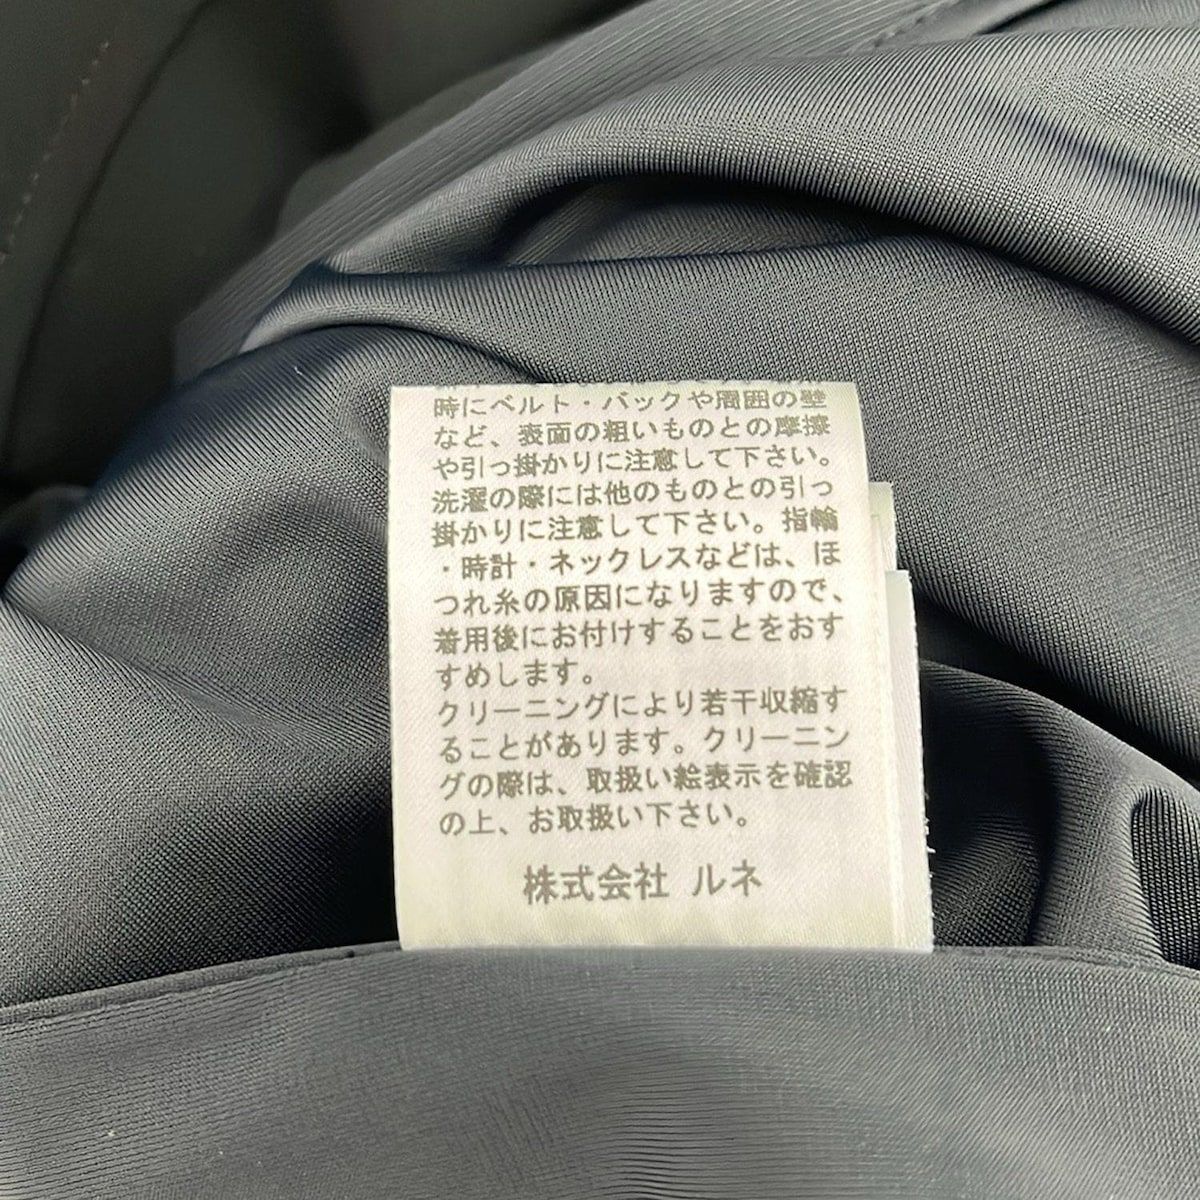 時にベルト・バックや周囲の壁
など、表面の粗いものとの摩擦
や引っ掛かりに注意して下さい。
洗濯の際には他のものとの引っ
掛かりに注意して下さい。指輪
・時計・ネックレスなどは、ほ
つれ糸の原因になりますので、
着用後にお付けすることをおす
すめします。
クリーニングにより若干収縮す
ることがあります。クリーニン
グの際は、取扱い絵表示を確認
の上、お取扱い下さい。
株式会社 ルネ